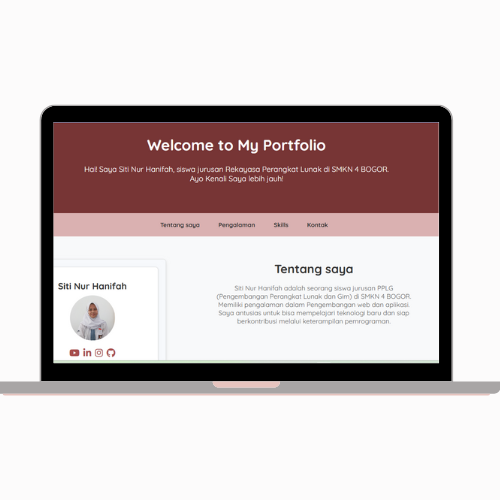 Welcome to My Portfolio
Hai! Saya Siti Nur Hanifah, siswa jurusan Rekayasa Perangkat Lunak di SMKN 4 BOGOR.
Ayo Kenali Saya lebih jauh!
Tentang saya Pengalaman Skills Kontak
Siti Nur Hanifah
Tentang saya
Siti Nur Hanifah adalah seorang siswa jurusan PPLG
(Pengembangan Perangkat Lunak dan Gim) di SMKN 4 BOGOR.
Memiliki pengalaman dalam Pengembangan web dan aplikasi.
Saya antusias untuk bisa mempelajari teknologi baru dan siap
berkontribusi melalui keterampilan pemrograman.